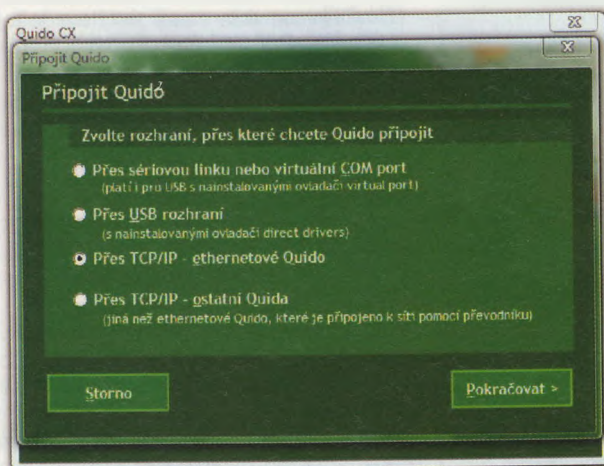 Quido CX
Připojit Quido
Připojit Quido
Zvolte rozhraní, přes které chcete Quido připojit
Přes sériovou linku nebo virtuální COM port
(platí i pro USB s nainstalovanými ovladači virtual port)
Přes USB rozhraní
(s nainstalovanými ovladači direct drivers)
Přes TCP/IP - ethernetové Quido
Přes TCP/IP - ostatní Quida
(jiná než ethernetové Quido, které je připojeno k síti pomocí převodníku)
Storno
Pokračovat >